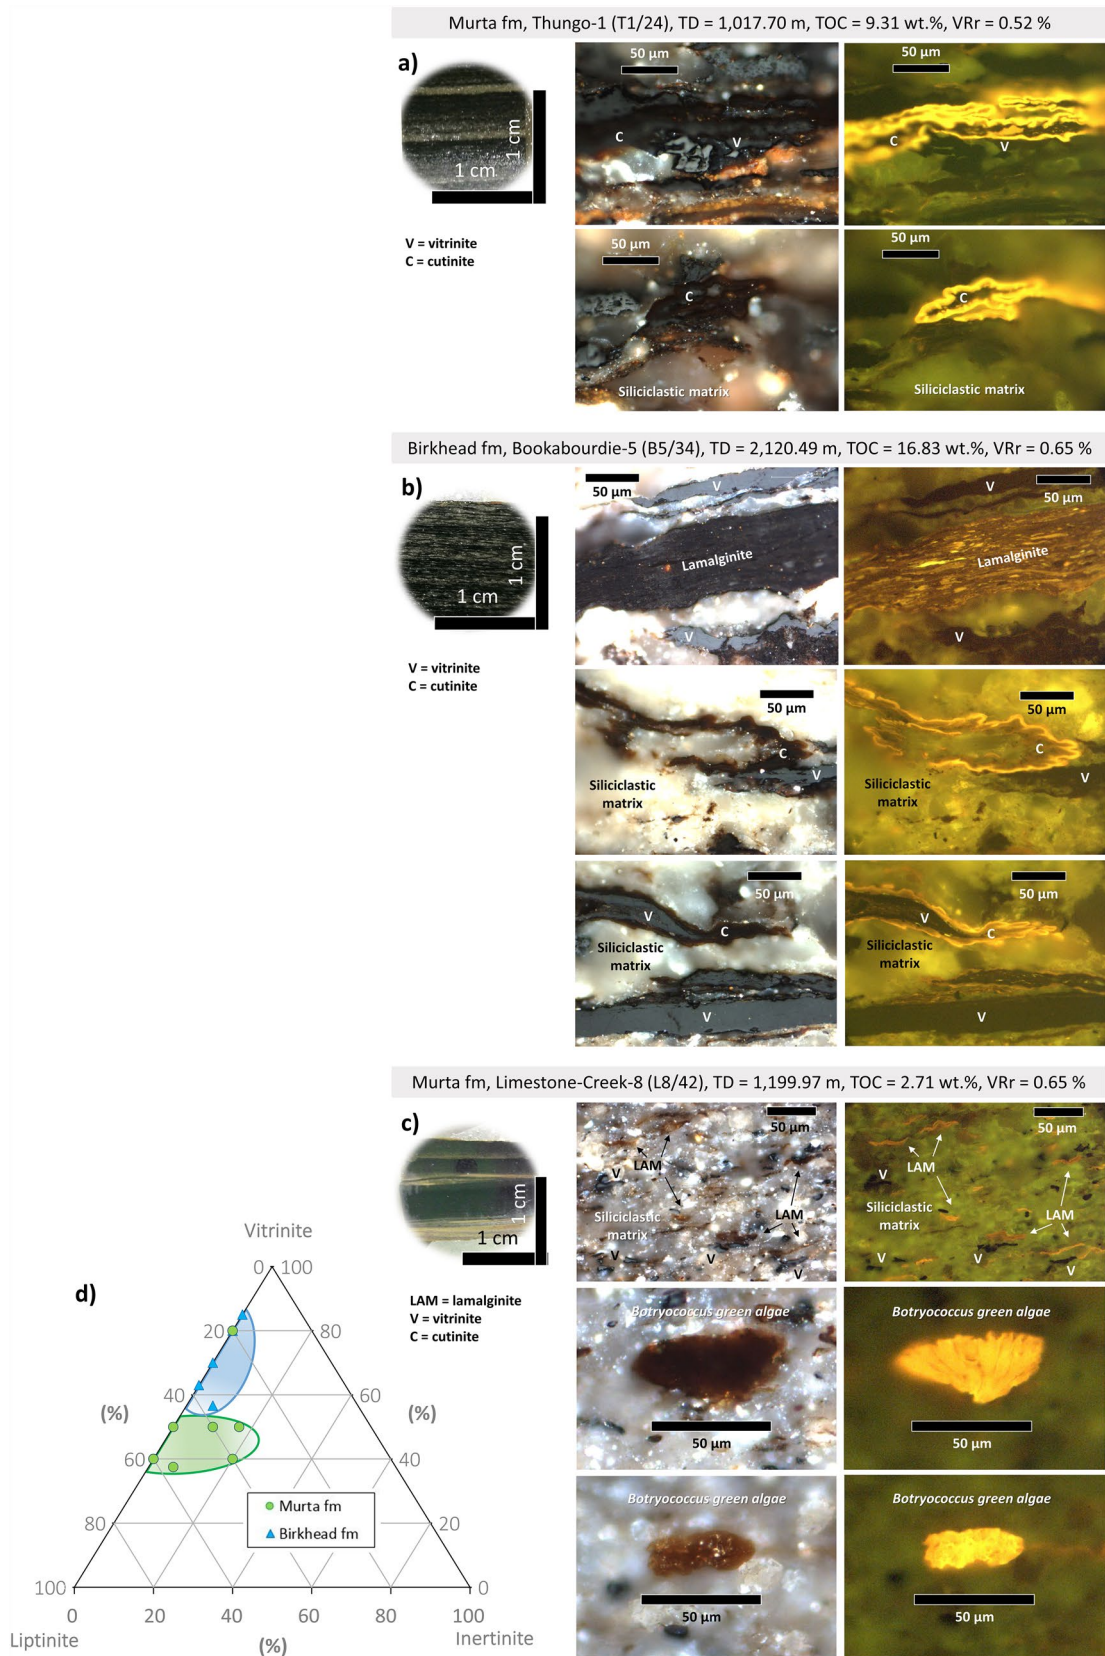 Murta fm, Thungo-1 (T1/24), TD = 1,017.70 m, TOC = 9.31 wt.%, VRr = 0.52 %
a)
1 cm
1 cm
V = vitrinite
C = cutinite
50 µm
C
V
50 µm
C
V
50 µm
C
Siliciclastic matrix
50 µm
C
Siliciclastic matrix
Birkhead fm, Bookabourdie-5 (B5/34), TD = 2,120.49 m, TOC = 16.83 wt.%, VRr = 0.65 %
b)
1 cm
1 cm
V = vitrinite
C = cutinite
50 µm
V
Lamalginite
V
50 µm
V
Lamalginite
V
50 µm
C
V
Siliciclastic
matrix
50 µm
C
V
Siliciclastic
matrix
50 µm
V
C
Siliciclastic
matrix
V
50 µm
V
C
Siliciclastic
matrix
V
Murta fm, Limestone-Creek-8 (L8/42), TD = 1,199.97 m, TOC = 2.71 wt.%, VRr = 0.65 %
c)
1 cm
1 cm
LAM = lamalginite
V = vitrinite
C = cutinite
50 µm
LAM
V
LAM
Siliciclastic
matrix
V
V
V
50 µm
LAM
V
Siliciclastic
matrix
LAM
V
V
V
Botryococcus green algae
50 µm
Botryococcus green algae
50 µm
Botryococcus green algae
50 µm
Botryococcus green algae
50 µm
d)
Vitrinite
0 100
20 80
40 60
(%) (%)
60 40
80 20
100 0
Murta fm
Birkhead fm
0 20 40 60 80 100
Liptinite (%) Inertinite